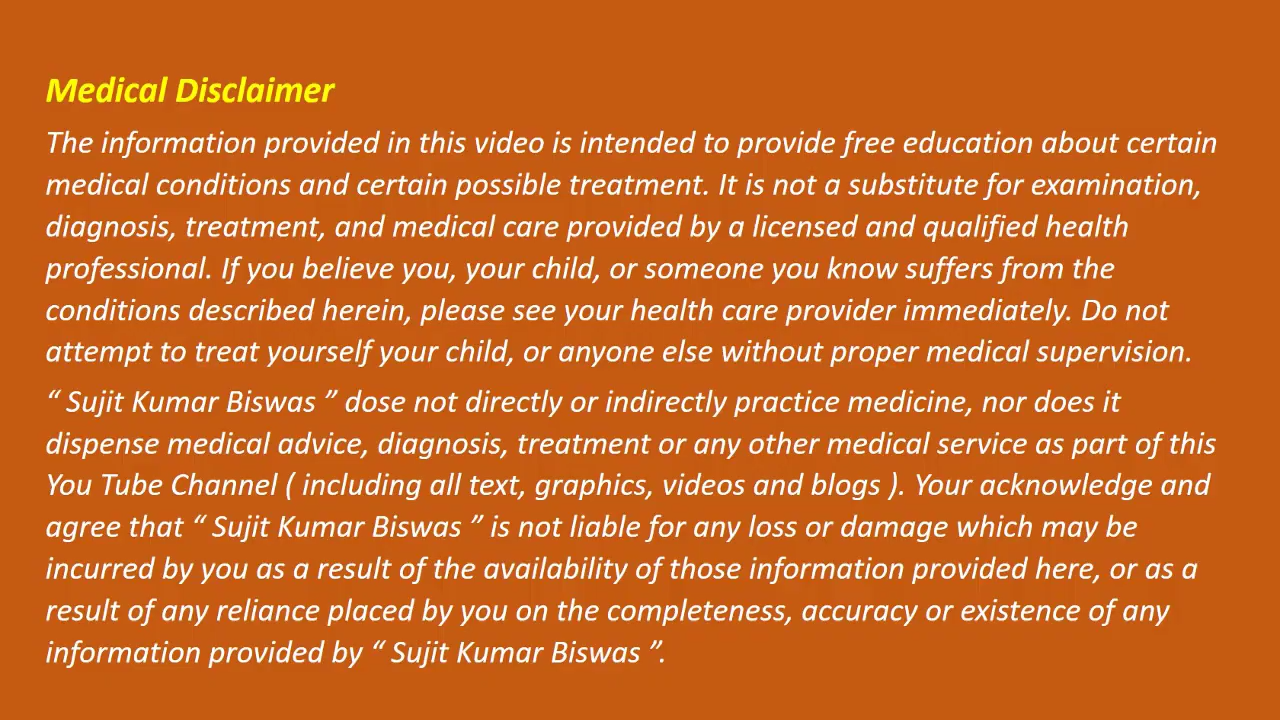 Medical Disclaimer
The information provided in this video is intended to provide free education about certain
medical conditions and certain possible treatment. It is not a substitute for examination,
diagnosis, treatment, and medical care provided by a licensed and qualified health
professional. If you believe you, your child, or someone you know suffers from the
conditions described herein, please see your health care provider immediately. Do not
attempt to treat yourself your child, or anyone else without proper medical supervision.
“ Sujit Kumar Biswas ” dose not directly or indirectly practice medicine, nor does it
dispense medical advice, diagnosis, treatment or any other medical service as part of this
You Tube Channel ( including all text, graphics, videos and blogs ). Your acknowledge and
agree that “ Sujit Kumar Biswas ” is not liable for any loss or damage which may be
incurred by you as a result of the availability of those information provided here, or as a
result of any reliance placed by you on the completeness, accuracy or existence of any
information provided by “ Sujit Kumar Biswas ”.